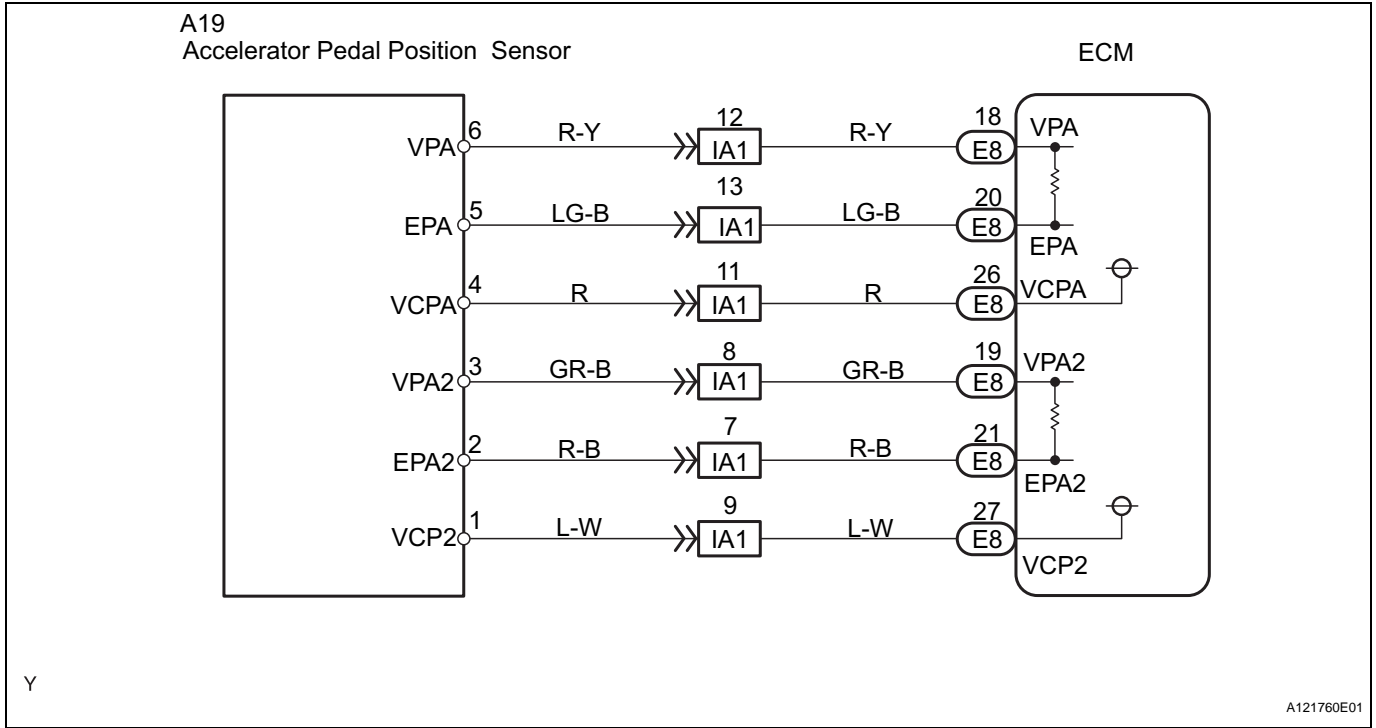 A19
Accelerator Pedal Position Sensor
ECM
VPA 6 R-Y 12 IA1 R-Y 18 E8 VPA
EPA 5 LG-B 13 IA1 LG-B 20 E8 EPA
VCPA 4 R 11 IA1 R 26 E8 VCPA
VPA2 3 GR-B 8 IA1 GR-B 19 E8 VPA2
EPA2 2 R-B 7 IA1 R-B 21 E8 EPA2
VCP2 1 L-W 9 IA1 L-W 27 E8 VCP2
Y
A121760E01